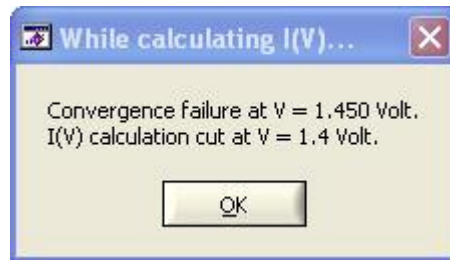 While calculating I(V)...
Convergence failure at V = 1.450 Volt.
I(V) calculation cut at V = 1.4 Volt.
OK